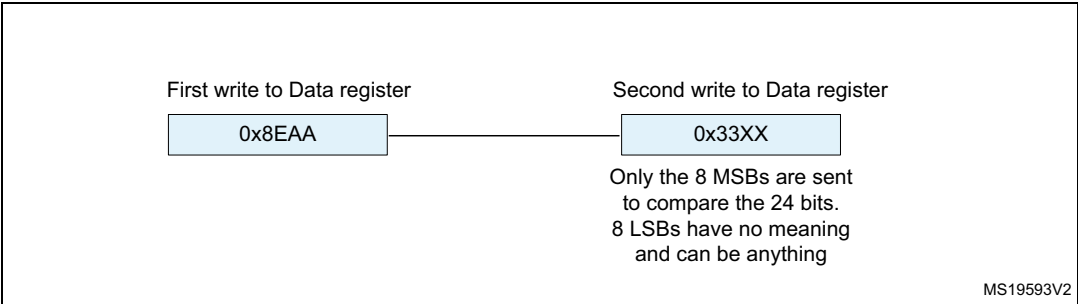 First write to Data register
Second write to Data register
0x8EAA
0x33XX
Only the 8 MSBs are sent
to compare the 24 bits.
8 LSBs have no meaning
and can be anything
MS19593V2